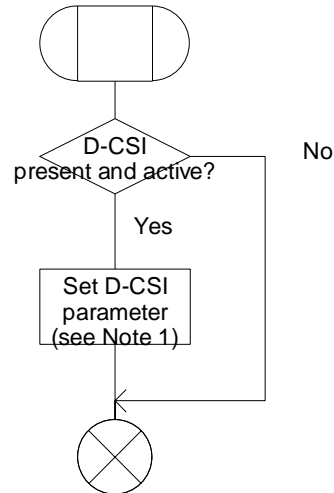 D-CSI
present and active?
No
Yes
Set D-CSI
parameter
(see Note 1)